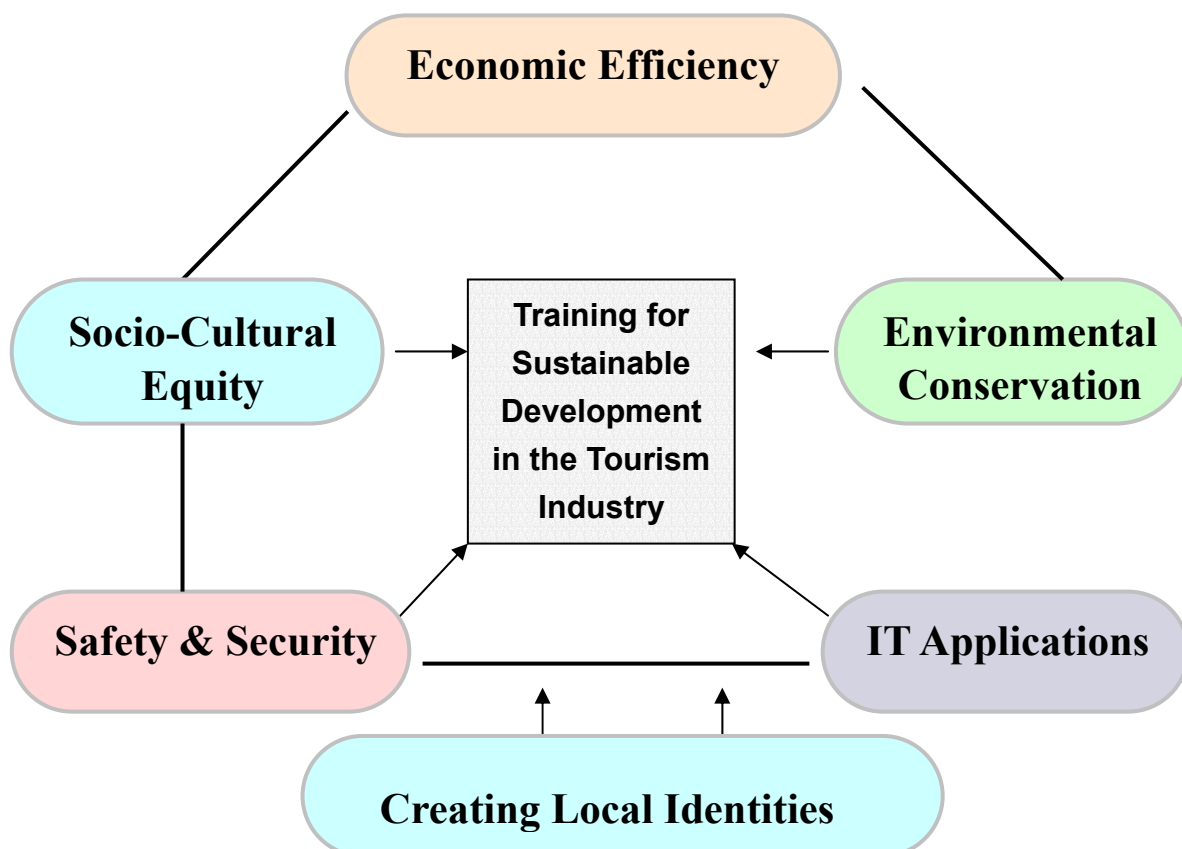 Economic Efficiency
Socio-Cultural
Equity
Training for
Sustainable
Development
in the Tourism
Industry
Environmental
Conservation
Safety & Security
IT Applications
Creating Local Identities